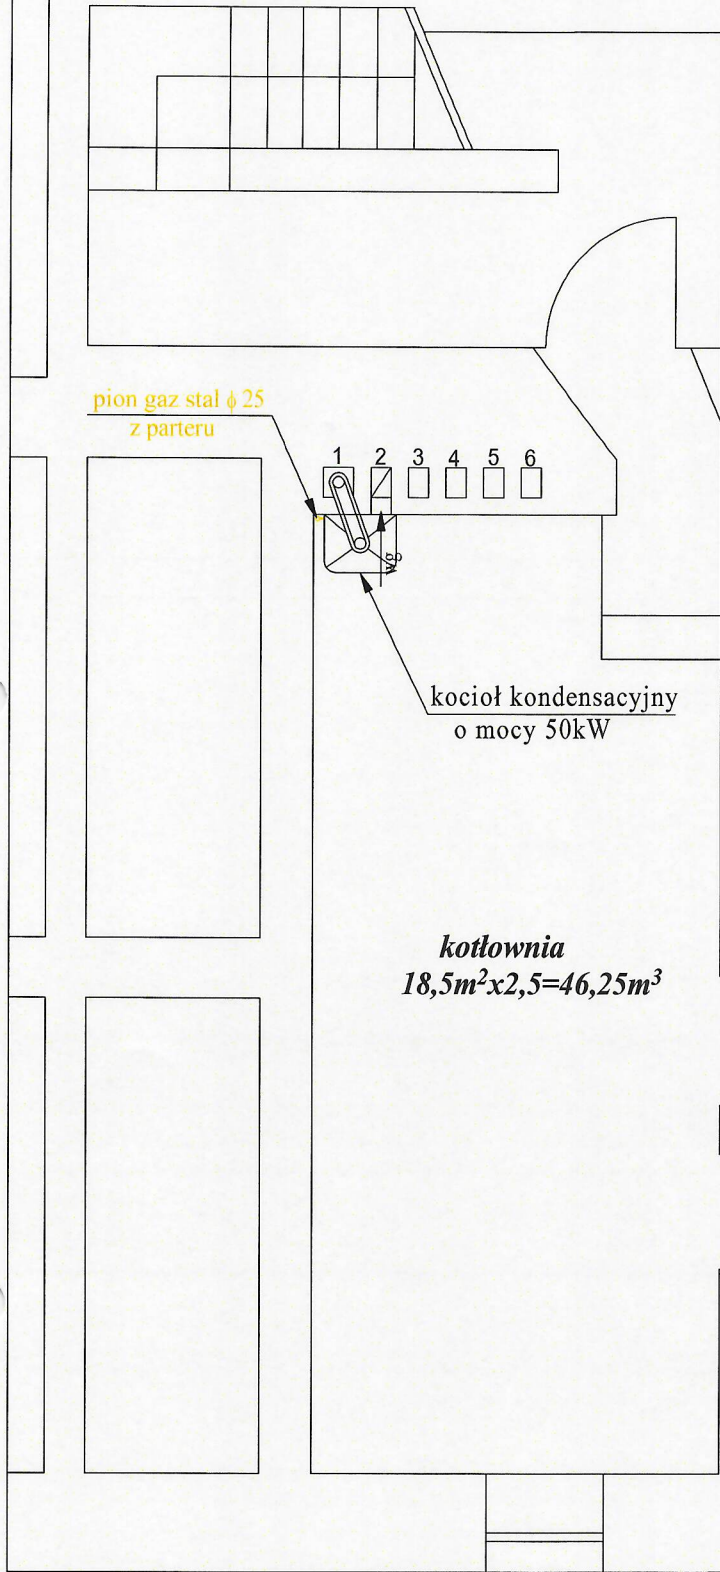 pion gaz stal ϕ 25
z parteru
1 2 3 4 5 6
wg
kocioł kondensacyjny
o mocy 50kW
kotłownia
18,5m²x2,5=46,25m³